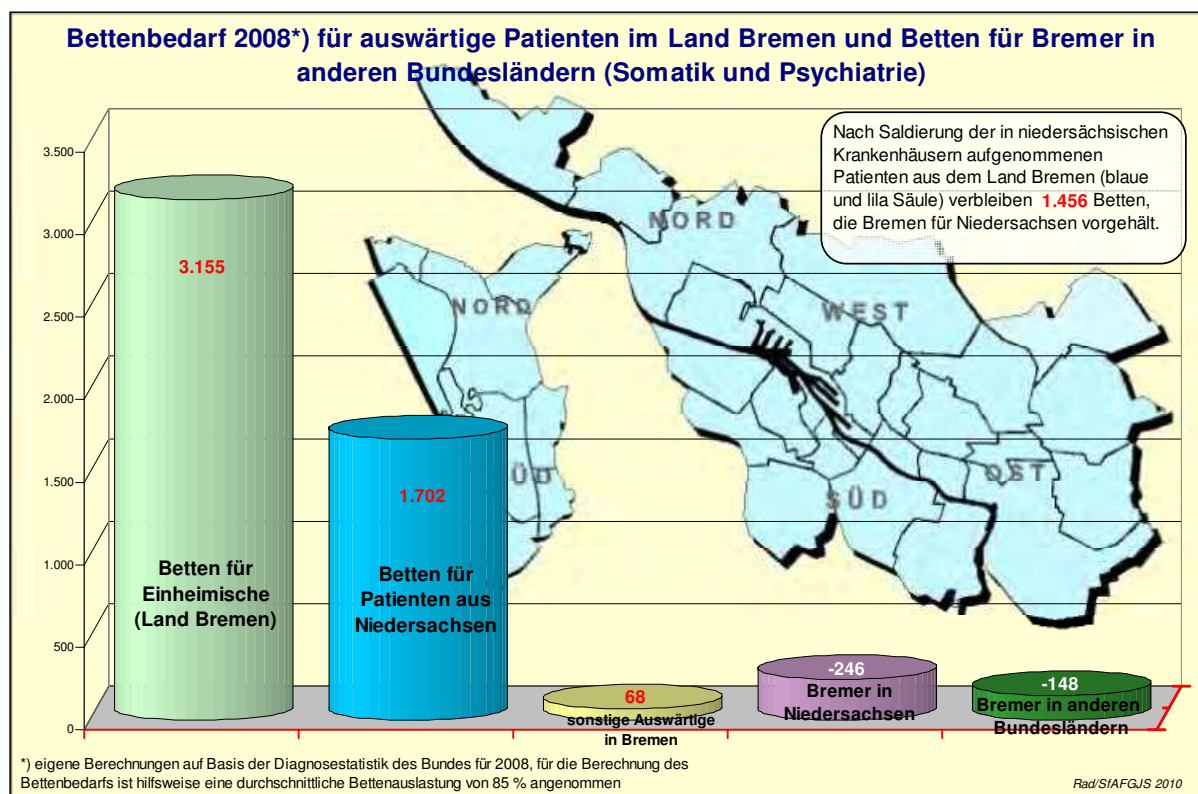 Bettenbedarf 2008*) für auswärtige Patienten im Land Bremen und Betten für Bremer in
anderen Bundesländern (Somatik und Psychiatrie)
Nach Saldierung der in niedersächsischen
Krankenhäusern aufgenommenen
Patienten aus dem Land Bremen (blaue
und lila Säule) verbleiben 1.456 Betten,
die Bremen für Niedersachsen vorgehält.
3.500
3.000
2.500
2.000
1.500
1.000
500
0
NORD
NORD
WEST
ÜD
SÜD
OST
3.155
Betten für
Einheimische
(Land Bremen)
1.702
Betten für
Patienten aus
Niedersachsen
68
sonstige Auswärtige
in Bremen
-246
Bremer in
Niedersachsen
-148
Bremer in anderen
Bundesländern
*) eigene Berechnungen auf Basis der Diagnosestatistik des Bundes für 2008, für die Berechnung des
Bettenbedarfs ist hilfsweise eine durchschnittliche Bettenauslastung von 85 % angenommen
Rad/SfAFGJS 2010